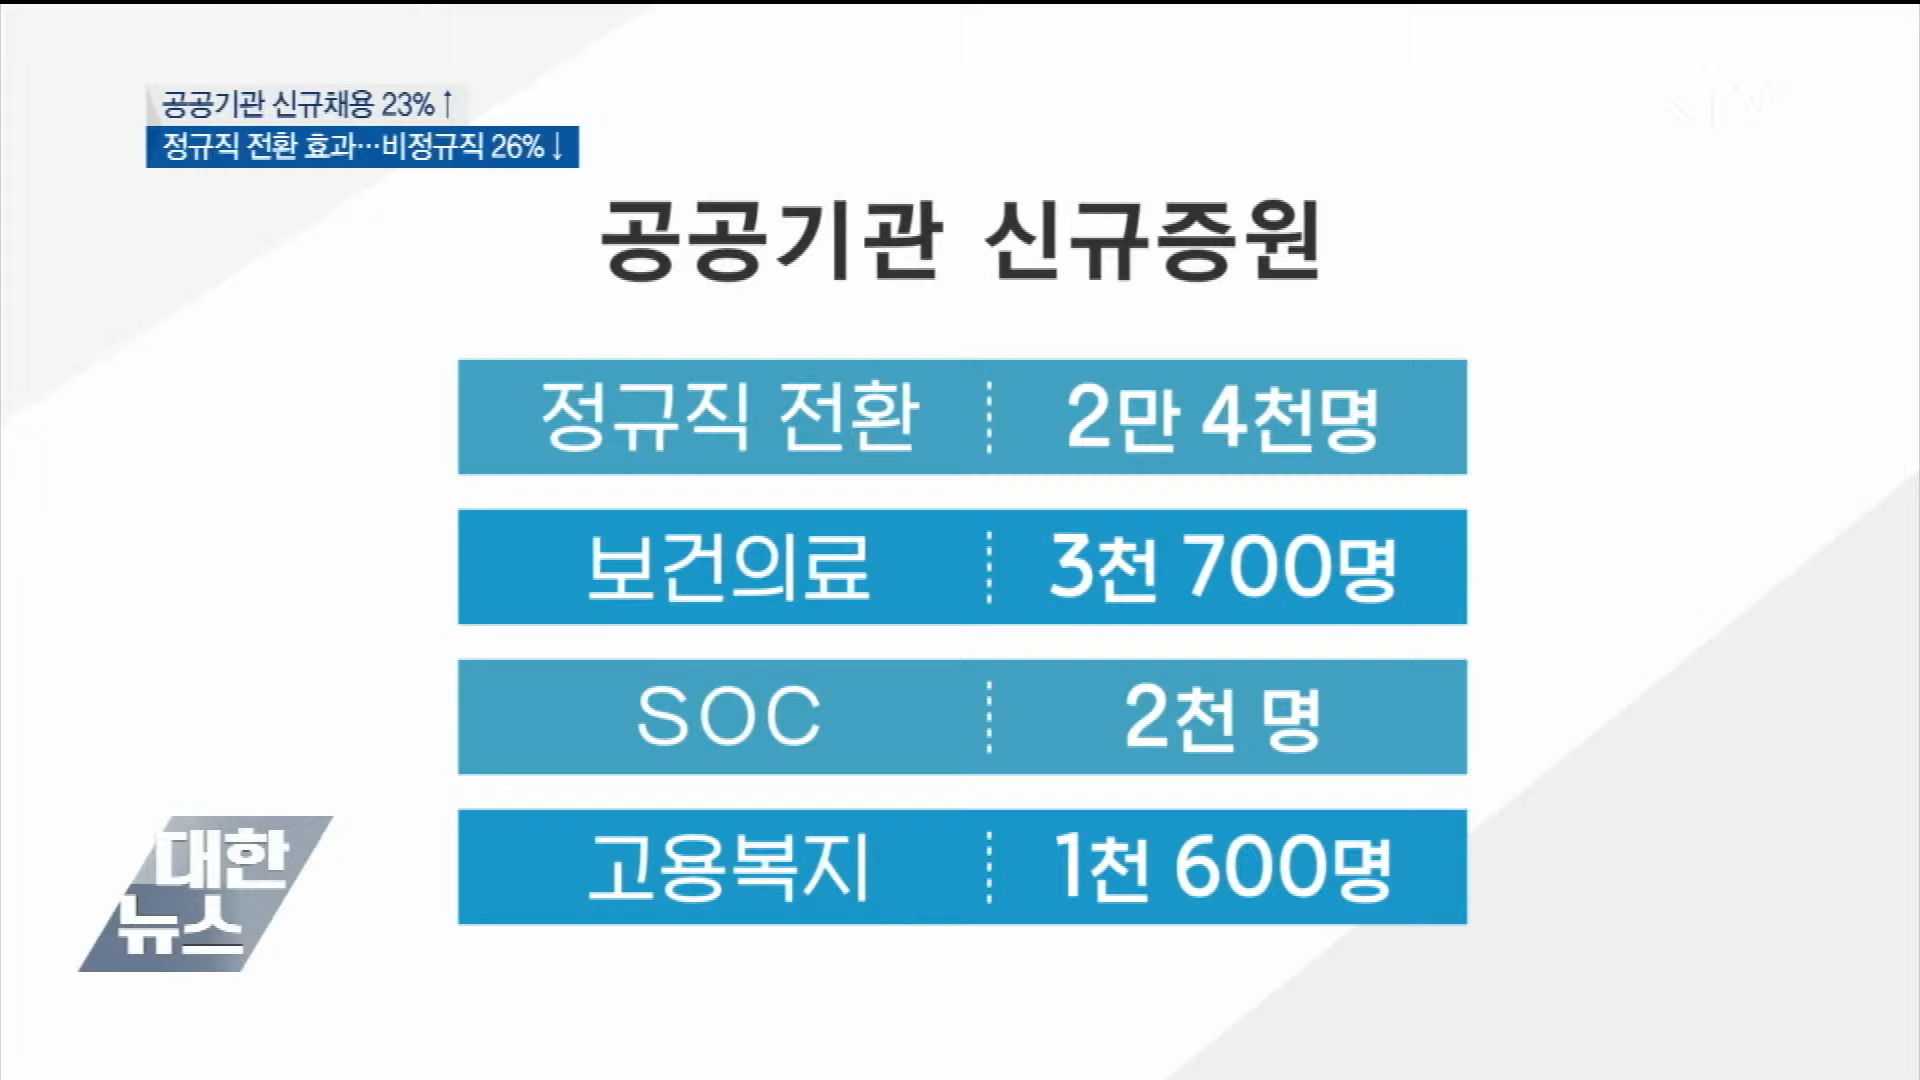 공공기관 신규채용 23%↑
정규직 전환 효과…비정규직 26%↓
공공기관 신규증원
정규직 전환 2만 4천명
보건의료 3천 700명
SOC 2천 명
고용복지 1천 600명
대한
뉴스